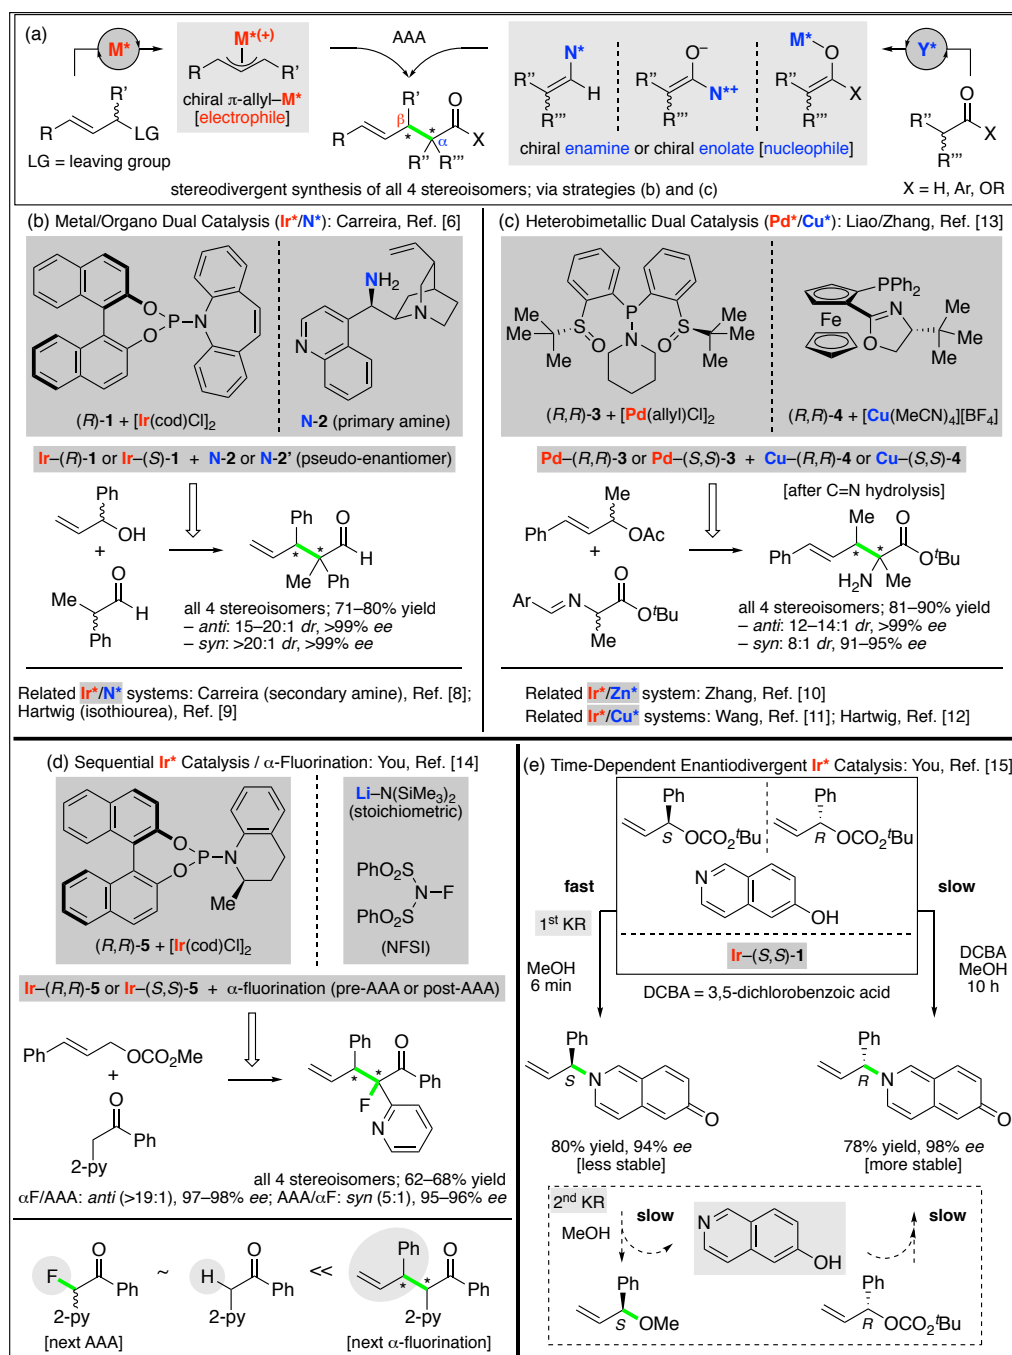 (a)
M*
M*(+)
R
R'
chiral π-allyl–M*
[electrophile]
R'
R
LG
LG = leaving group
AAA
R'
O
β
R
X
*
*
α
R" R'''
N*
R"
H
R'''
O–
R"
N*+
R'''
M*
O
R"
X
R'''
chiral enamine or chiral enolate [nucleophile]
Y*
O
R"
X
R'''
X = H, Ar, OR
stereodivergent synthesis of all 4 stereoisomers; via strategies (b) and (c)
(b) Metal/Organo Dual Catalysis (Ir*/N*): Carreira, Ref. [6]
O
P–N
O
(R)-1 + [Ir(cod)Cl]2
NH2
N
N
N-2 (primary amine)
Ir–(R)-1 or Ir–(S)-1 + N-2 or N-2' (pseudo-enantiomer)
Ph
OH
+
O
Me
H
Ph
Ph
O
H
*
*
Me Ph
all 4 stereoisomers; 71–80% yield
– anti: 15–20:1 dr, >99% ee
– syn: >20:1 dr, >99% ee
Related Ir*/N* systems: Carreira (secondary amine), Ref. [8];
Hartwig (isothiourea), Ref. [9]
(c) Heterobimetallic Dual Catalysis (Pd*/Cu*): Liao/Zhang, Ref. [13]
P
t-Bu
S
O
N
O
S
t-Bu
(R,R)-3 + [Pd(allyl)Cl]2
PPh2
Fe
N
O
t-Bu
(R,R)-4 + [Cu(MeCN)4][BF4]
Pd–(R,R)-3 or Pd–(S,S)-3 + Cu–(R,R)-4 or Cu–(S,S)-4
[after C=N hydrolysis]
Me
Ph
OAc
+
O
Ar
N
OtBu
Me
Me
O
Ph
OtBu
*
*
H2N Me
all 4 stereoisomers; 81–90% yield
– anti: 12–14:1 dr, >99% ee
– syn: 8:1 dr, 91–95% ee
Related Ir*/Zn* system: Zhang, Ref. [10]
Related Ir*/Cu* systems: Wang, Ref. [11]; Hartwig, Ref. [12]
(d) Sequential Ir* Catalysis / α-Fluorination: You, Ref. [14]
O
P–N
O
Me
(R,R)-5 + [Ir(cod)Cl]2
Li–N(SiMe3)2
(stoichiometric)
PhSO2
N–F
PhSO2
(NFSI)
Ir–(R,R)-5 or Ir–(S,S)-5 + α-fluorination (pre-AAA or post-AAA)
Ph
OCO2Me
+
O
Ph
2-py
Ph
O
Ph
*
*
F
N
all 4 stereoisomers; 62–68% yield
αF/AAA: anti (>19:1), 97–98% ee; AAA/αF: syn (5:1), 95–96% ee
F
O
Ph
2-py
[next AAA]
~
H
O
Ph
2-py
<<
Ph
O
Ph
*
*
2-py
[next α-fluorination]
(e) Time-Dependent Enantiodivergent Ir* Catalysis: You, Ref. [15]
Ph
S
OCO2tBu
Ph
R
OCO2tBu
N
OH
Ir–(S,S)-1
fast
1st KR
MeOH
6 min
slow
DCBA
MeOH
10 h
DCBA = 3,5-dichlorobenzoic acid
Ph
S
N
O
80% yield, 94% ee
[less stable]
Ph
R
N
O
78% yield, 98% ee
[more stable]
2nd KR
MeOH
slow
N
OH
slow
Ph
S
OMe
Ph
R
OCO2tBu